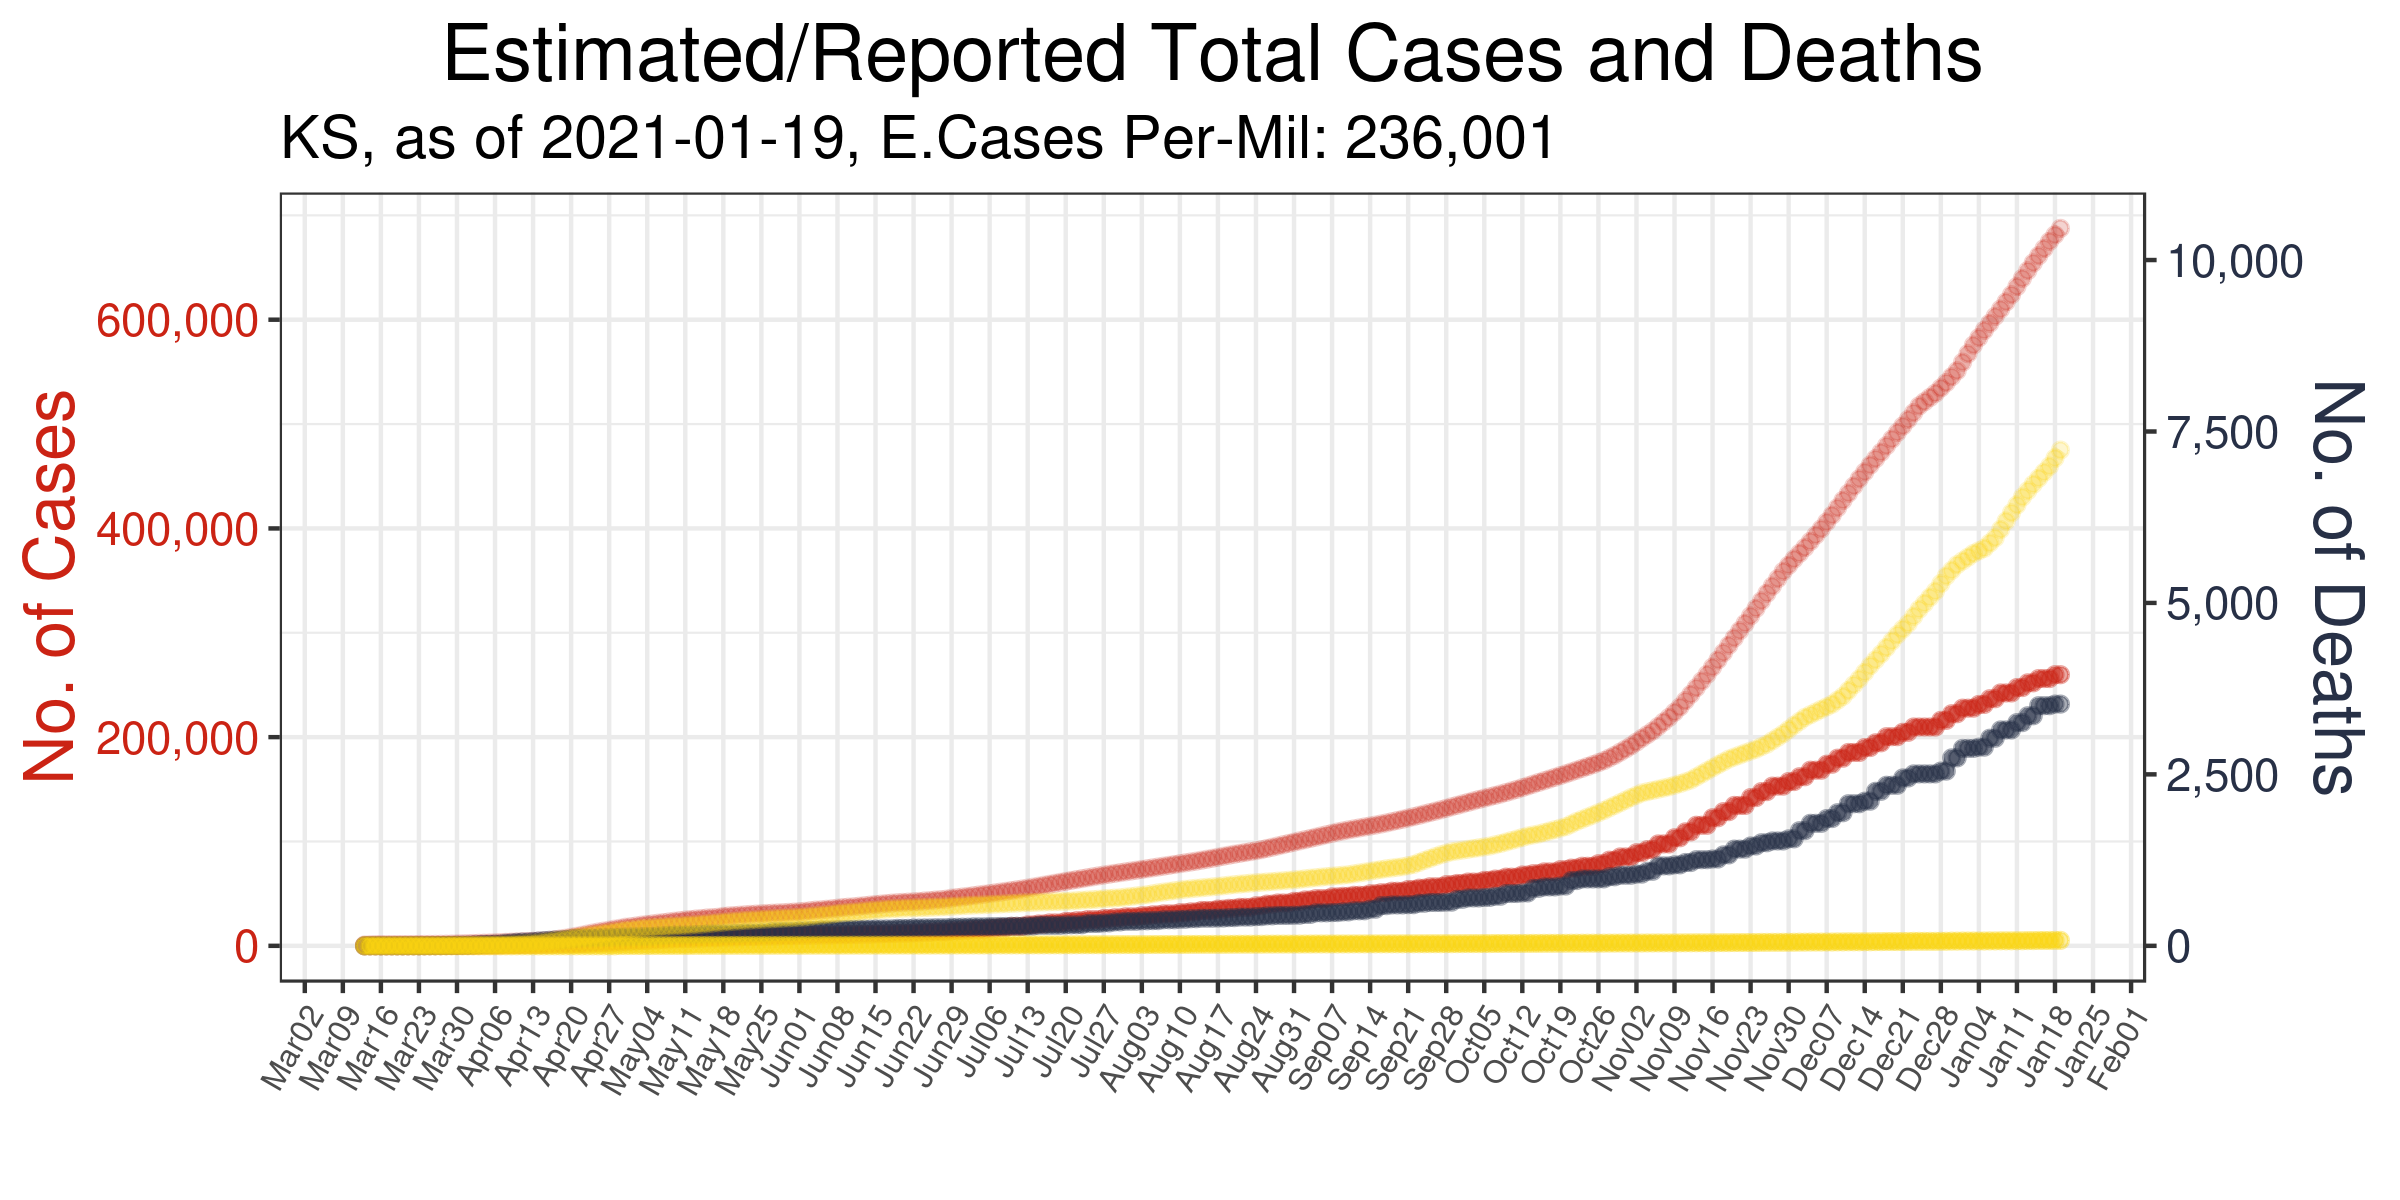 Estimated/Reported Total Cases and Deaths
KS, as of 2021-01-19, E.Cases Per-Mil: 236,001
No. of Cases
600,000
400,000
200,000
0
10,000
7,500
5,000
2,500
0
No. of Deaths
Mar02
Mar09
Mar16
Mar23
Mar30
Apr06
Apr13
Apr20
Apr27
May04
May11
May18
May25
Jun01
Jun08
Jun15
Jun22
Jun29
Jul06
Jul13
Jul20
Jul27
Aug03
Aug10
Aug17
Aug24
Aug31
Sep07
Sep14
Sep21
Sep28
Oct05
Oct12
Oct19
Oct26
Nov02
Nov09
Nov16
Nov23
Nov30
Dec07
Dec14
Dec21
Dec28
Jan04
Jan11
Jan18
Jan25
Feb01